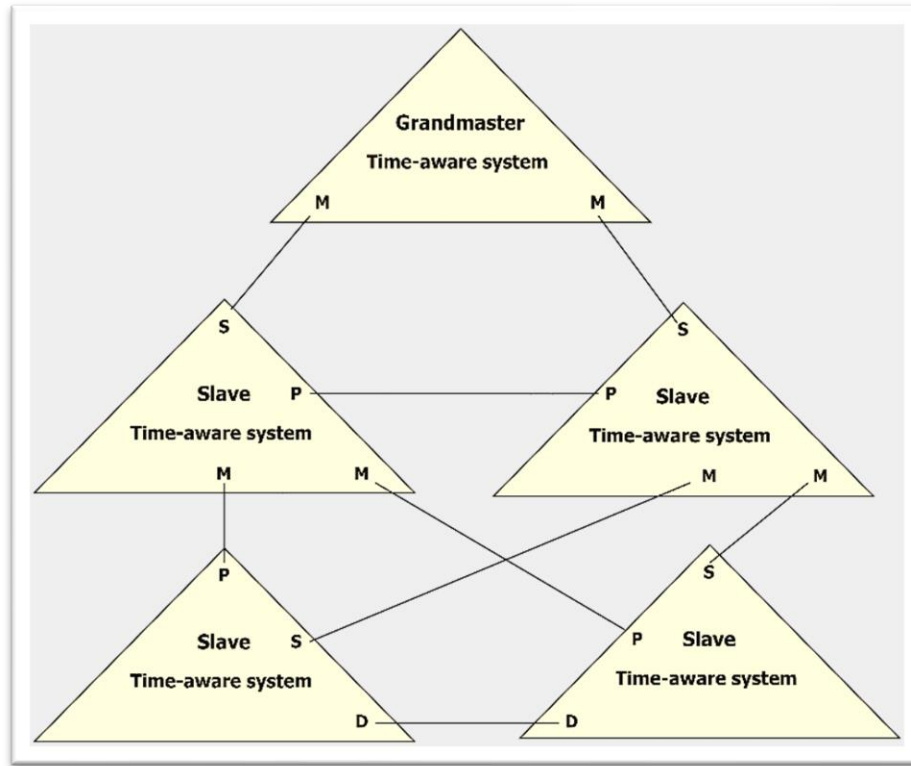 Grandmaster
Time-aware system
M M
S S
Slave P P Slave
Time-aware system Time-aware system
M M M M
P S
Slave S P Slave
Time-aware system Time-aware system
D D